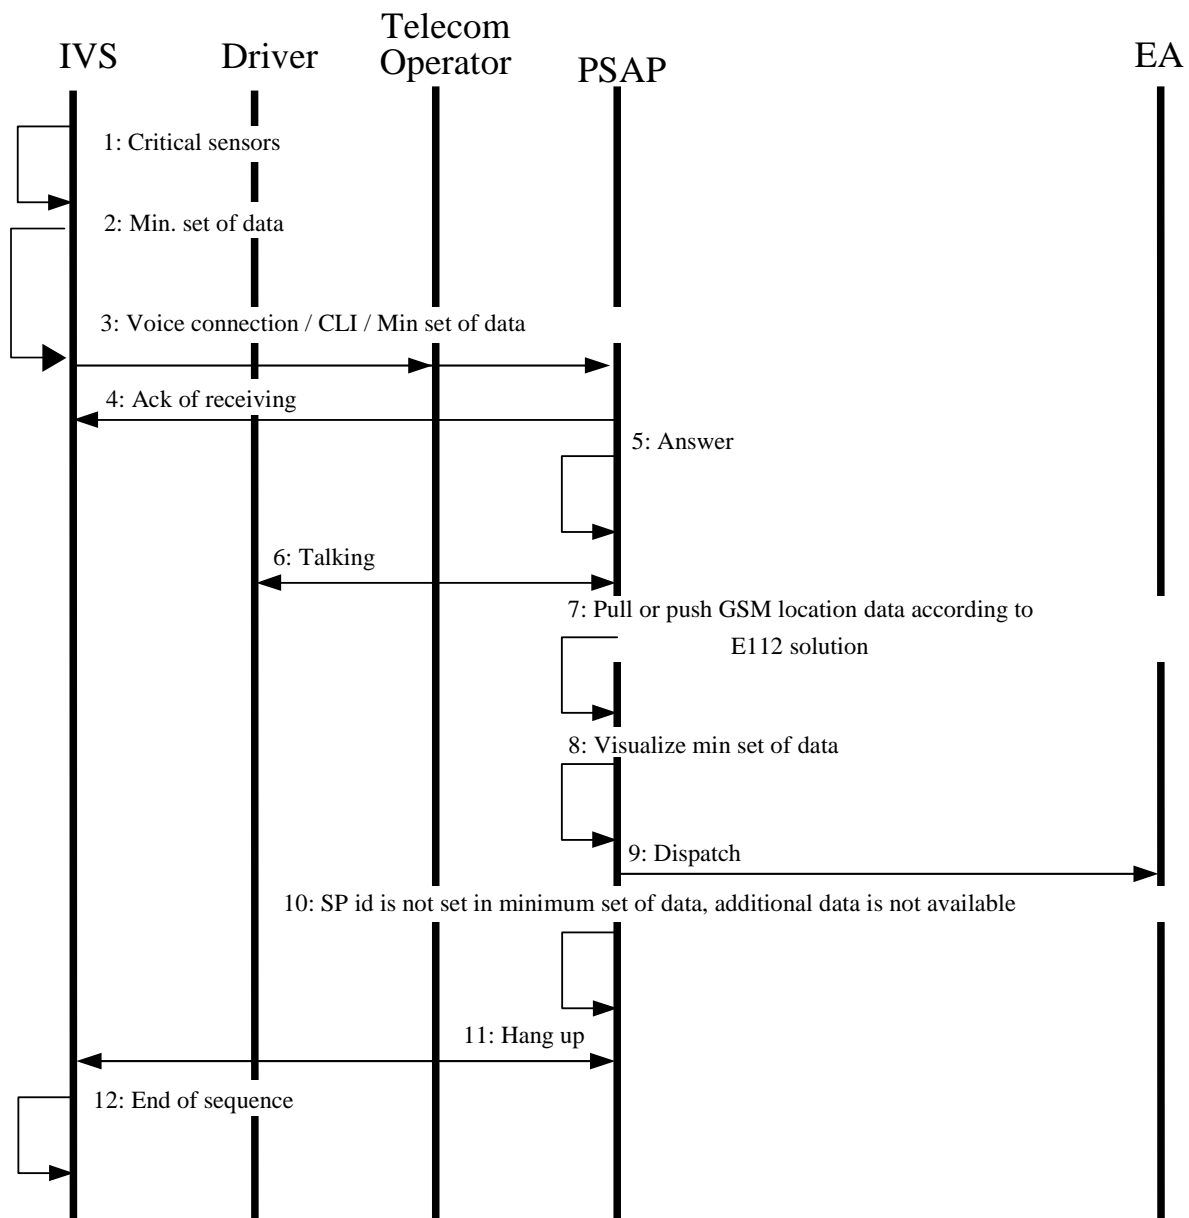 IVS
Driver
Telecom
Operator
PSAP
EA
1: Critical sensors
2: Min. set of data
3: Voice connection / CLI / Min set of data
4: Ack of receiving
5: Answer
6: Talking
7: Pull or push GSM location data according to
E112 solution
8: Visualize min set of data
9: Dispatch
10: SP id is not set in minimum set of data, additional data is not available
11: Hang up
12: End of sequence